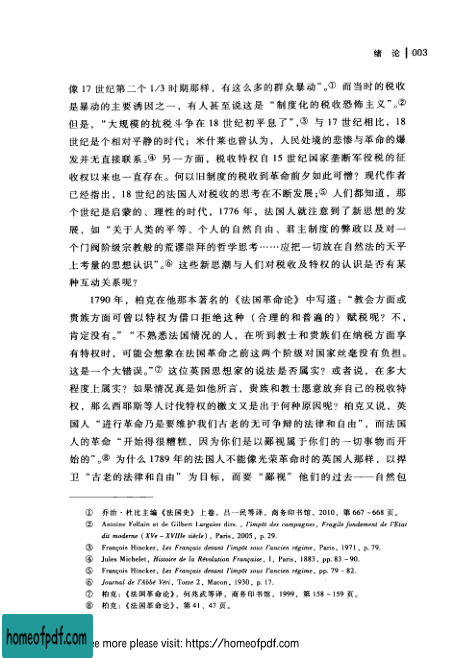 绪 论 | 003
像 17 世纪第二个 1/3 时期那样，有这么多的群众暴动”。① 而当时的税收
是暴动的主要诱因之一，有人甚至说这是 “制度化的税收恐怖主义”。②
但是，“大规模的抗税斗争在 18 世纪初平息了”，③ 与 17 世纪相比，18
世纪是个相对平静的时代；米什莱也曾认为，人民处境的悲惨与革命的爆
发并无直接联系。④ 另一方面，税收特权自 15 世纪国家垄断军役税的征
收权以来也一直存在。何以旧制度的税收到革命前夕如此可憎？现代作者
已经指出，18 世纪的法国人对税收的思考在不断发展；⑤ 人们都知道，那
个世纪是启蒙的、理性的时代，1776 年，法国人就注意到了新思想的发
展，如 “关于人类的平等、个人的自然自由、君主制度的弊政以及对一
个门阀阶级宗教般的荒谬崇拜的哲学思考……应把一切放在自然法的天平
上考量的思想认识”。⑥ 这些新思潮与人们对税收及特权的认识是否有某
种互动关系呢？
1790 年，柏克在他那本著名的《法国革命论》中写道：“教会方面或
贵族方面可曾以特权为借口拒绝这种（合理的和普遍的）赋税呢？不，
肯定没有。”“不熟悉法国情况的人，在听到教士和贵族们在纳税方面享
有特权时，可能会想象在法国革命之前这两个阶级对国家丝毫没有负担。
这是一个大错误。”⑦ 这位英国思想家的说法是否属实？或者说，在多大
程度上属实？如果情况真是如他所言，贵族和教士愿意放弃自己的税收特
权，那么西耶斯等人讨伐特权的檄文又是出于何种原因呢？柏克又说，英
国人 “进行革命乃是要维护我们古老的无可争辩的法律和自由”，而法国
人的革命 “开始得很糟糕，因为你们是以鄙视属于你们的一切事物而开
始的”。⑧ 为什么 1789 年的法国人不能像光荣革命时的英国人那样，以捍
卫 “古老的法律和自由” 为目标，而要 “鄙视” 他们的过去——自然包
① 乔治·杜比主编《法国史》上卷，吕一民等译，商务印书馆，2010，第 667～668 页。
② Antoine Follain et de Gilbert Larguier dirs., l'impôt des campagnes, Fragile fondement de l'Etat
dit moderne (XVe – XVIIIe siècle), Paris, 2005, p. 29.
③ François Hincker, Les Français devant l'impôt sous l'ancien régime, Paris, 1971, p. 79.
④ Jules Michelet, Histoire de la Révolution Française, I, Paris, 1883, pp. 83 – 90.
⑤ François Hincker, Les Français devant l'impôt sous l'ancien régime, pp. 79 – 82.
⑥ Journal de l'Abbé Véri, Tome 2, Macon, 1930, p. 17.
⑦ 柏克：《法国革命论》，何兆武等译，商务印书馆，1999，第 158～159 页。
⑧ 柏克：《法国革命论》，第 41、47 页。
homeofpdf.com
e more please visit: https://homeofpdf.com